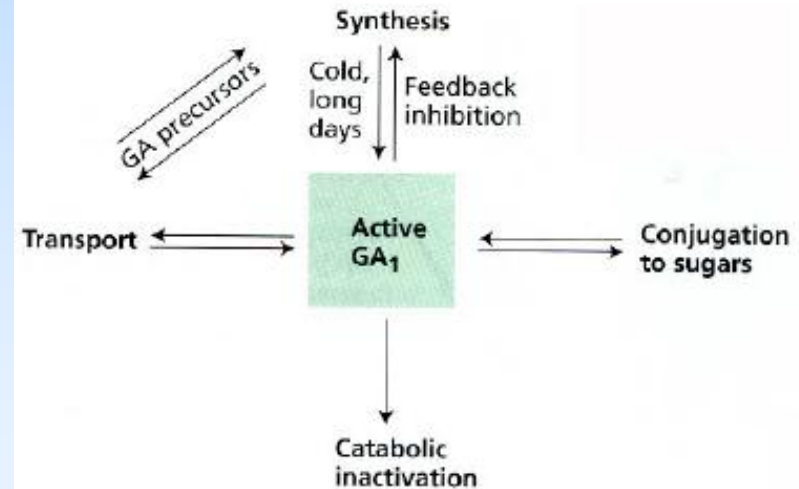 Synthesis
Cold,
long
days
Feedback
inhibition
GA precursors
Transport
Active
GA₁
Conjugation
to sugars
Catabolic
inactivation